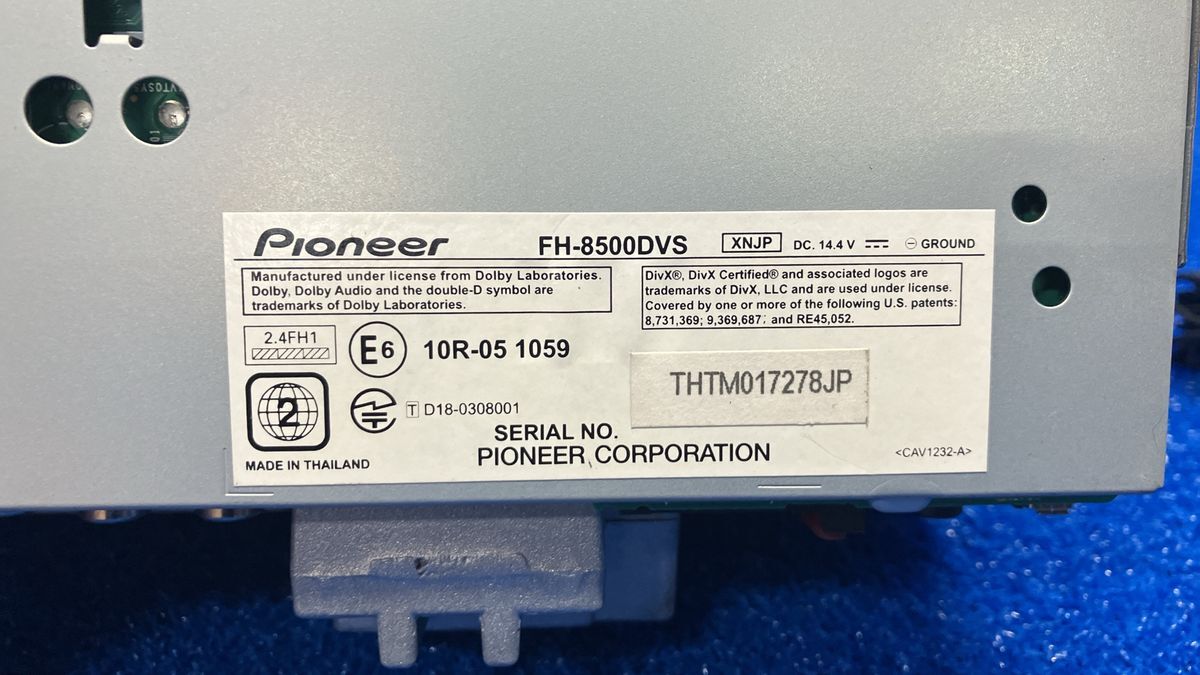 Pioneer FH-8500DVS XNJP DC. 14.4 V ⊖ GROUND
Manufactured under license from Dolby Laboratories.
Dolby, Dolby Audio and the double-D symbol are
trademarks of Dolby Laboratories.
DivX®, DivX Certified® and associated logos are
trademarks of DivX, LLC and are used under license.
Covered by one or more of the following U.S. patents:
8,731,369; 9,369,687; and RE45,052.
2.4FH1
E6 10R-05 1059
THTM017278JP
2
T D18-0308001
SERIAL NO.
MADE IN THAILAND
PIONEER CORPORATION
<CAV1232-A>